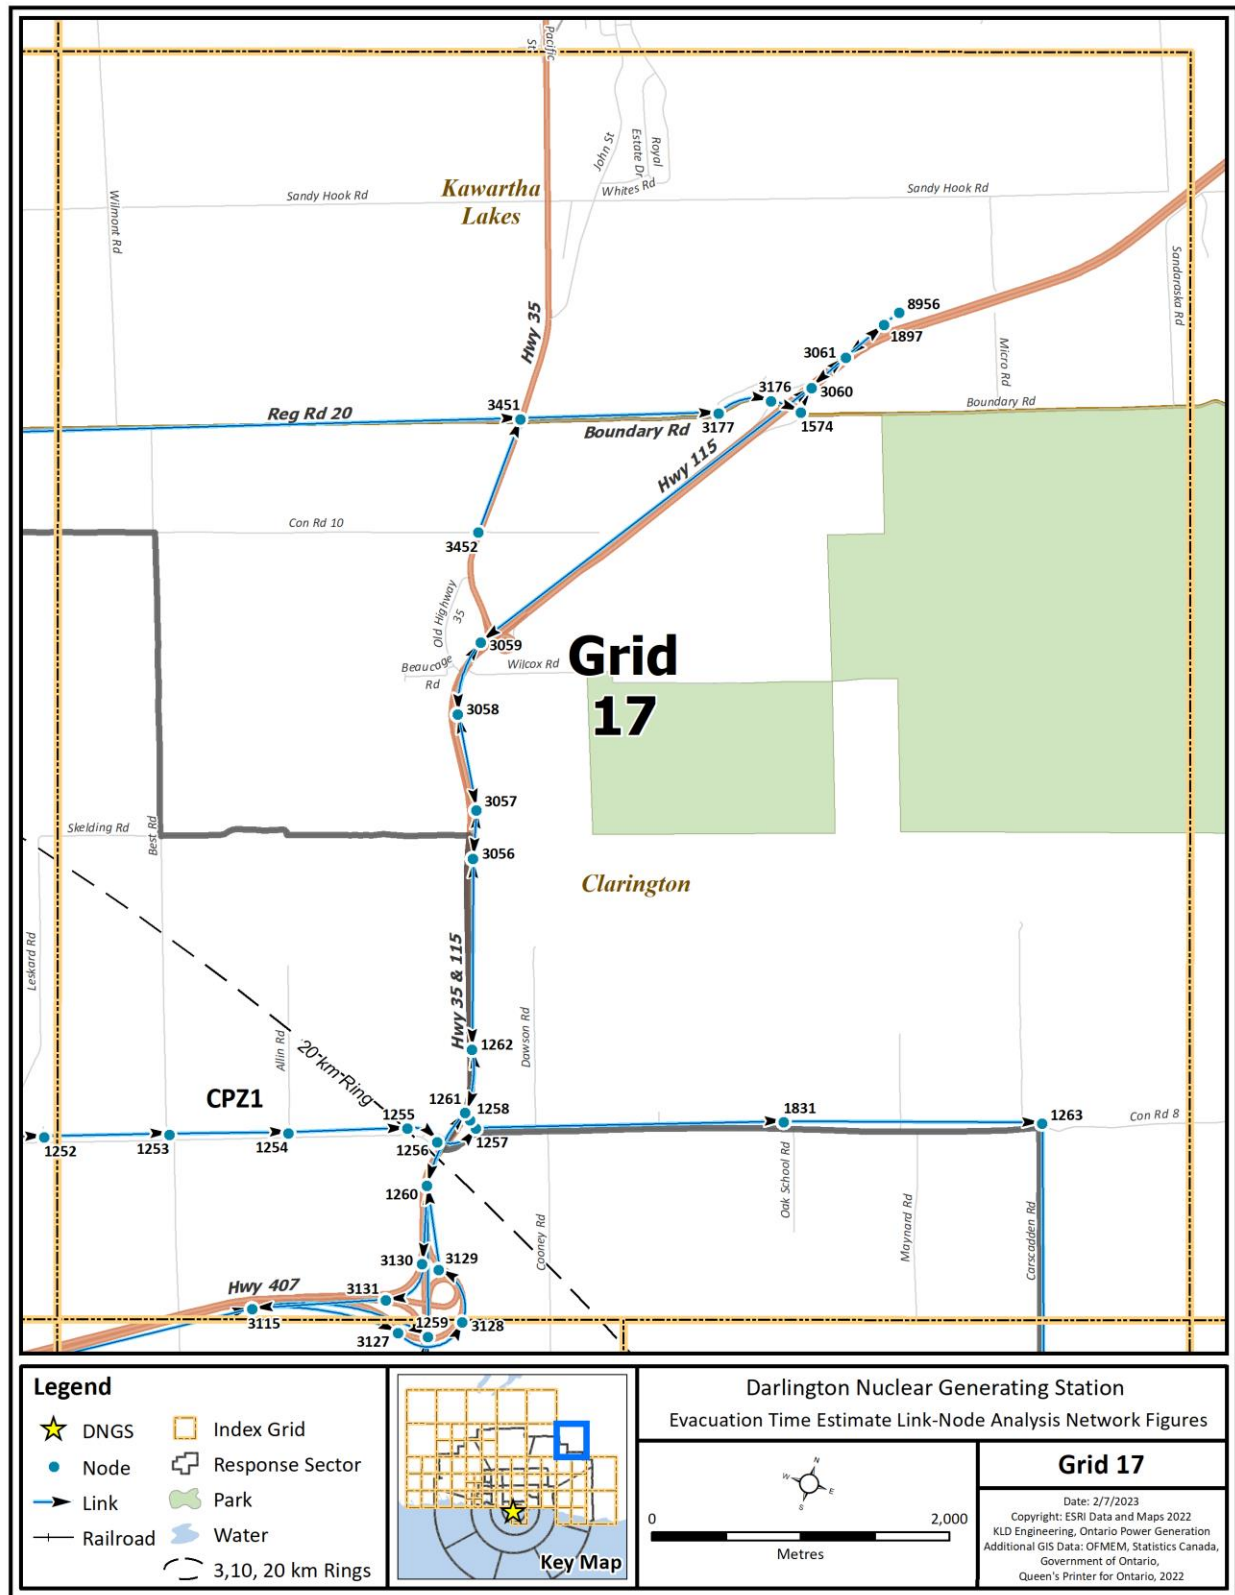 Pacific
St
John St
Royal
Estate Dr
Whites Rd
Kawartha
Lakes
Sandy Hook Rd
Sandy Hook Rd
Wilmont Rd
Sandaraska Rd
Hwy 35
8956
1897
3061
Micro Rd
3176
3060
Reg Rd 20
3451
Boundary Rd
3177
1574
Boundary Rd
Hwy 115
Con Rd 10
3452
Old Highway
35
3059
Beaucage
Rd
Wilcox Rd
Grid
17
3058
3057
Skelding Rd
Best Rd
3056
Clarington
Leskard Rd
Hwy 35 & 115
Dawson Rd
Allin Rd
20 km Ring
1262
CPZ1
1261
1258
1255
1831
1263
Con Rd 8
1252
1253
1254
1256
1257
1260
Oak School Rd
Maynard Rd
Carscadden Rd
Cooney Rd
3130
3129
Hwy 407
3131
3115
1259
3128
3127
Legend
DNGS
Node
Link
Railroad
Index Grid
Response Sector
Park
Water
3,10, 20 km Rings
Key Map
Darlington Nuclear Generating Station
Evacuation Time Estimate Link-Node Analysis Network Figures
N
W
E
S
0
2,000
Metres
Grid 17
Date: 2/7/2023
Copyright: ESRI Data and Maps 2022
KLD Engineering, Ontario Power Generation
Additional GIS Data: OFMEM, Statistics Canada,
Government of Ontario,
Queen's Printer for Ontario, 2022